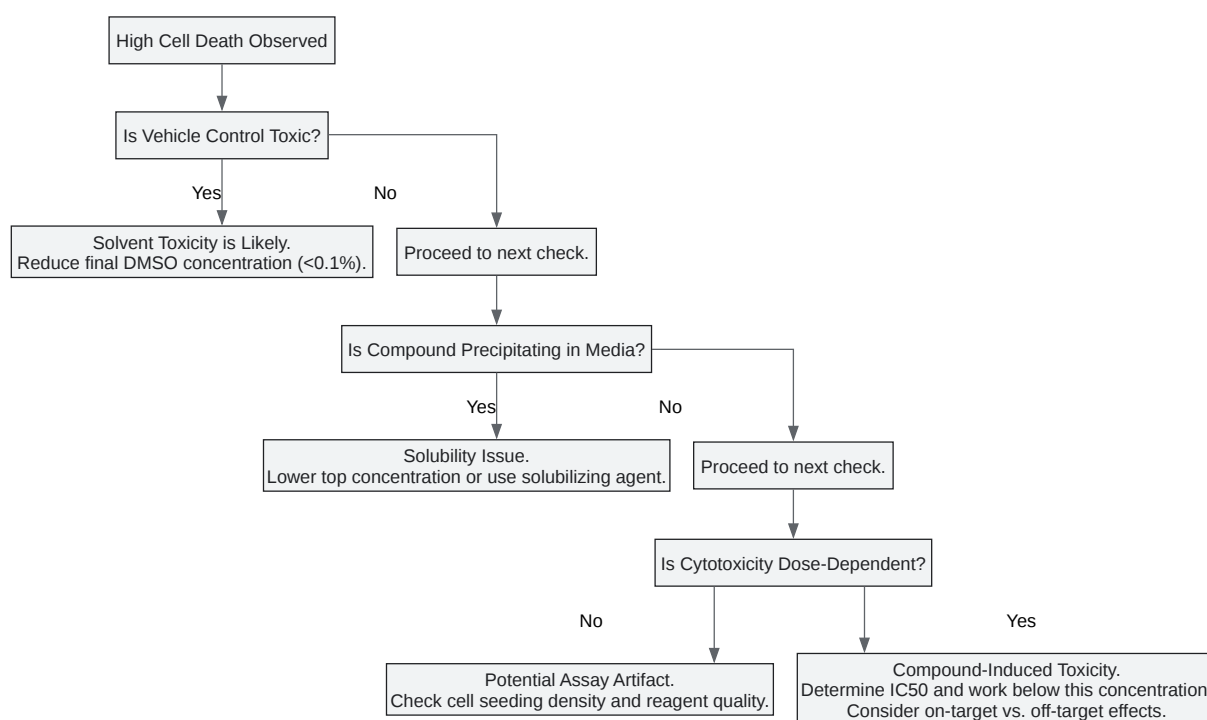 High Cell Death Observed
Is Vehicle Control Toxic?
Yes
No
Solvent Toxicity is Likely.
Reduce final DMSO concentration (<0.1%).
Proceed to next check.
Is Compound Precipitating in Media?
Yes
No
Solubility Issue.
Lower top concentration or use solubilizing agent.
Proceed to next check.
Is Cytotoxicity Dose-Dependent?
No
Yes
Potential Assay Artifact.
Check cell seeding density and reagent quality.
Compound-Induced Toxicity.
Determine IC50 and work below this concentration
Consider on-target vs. off-target effects.